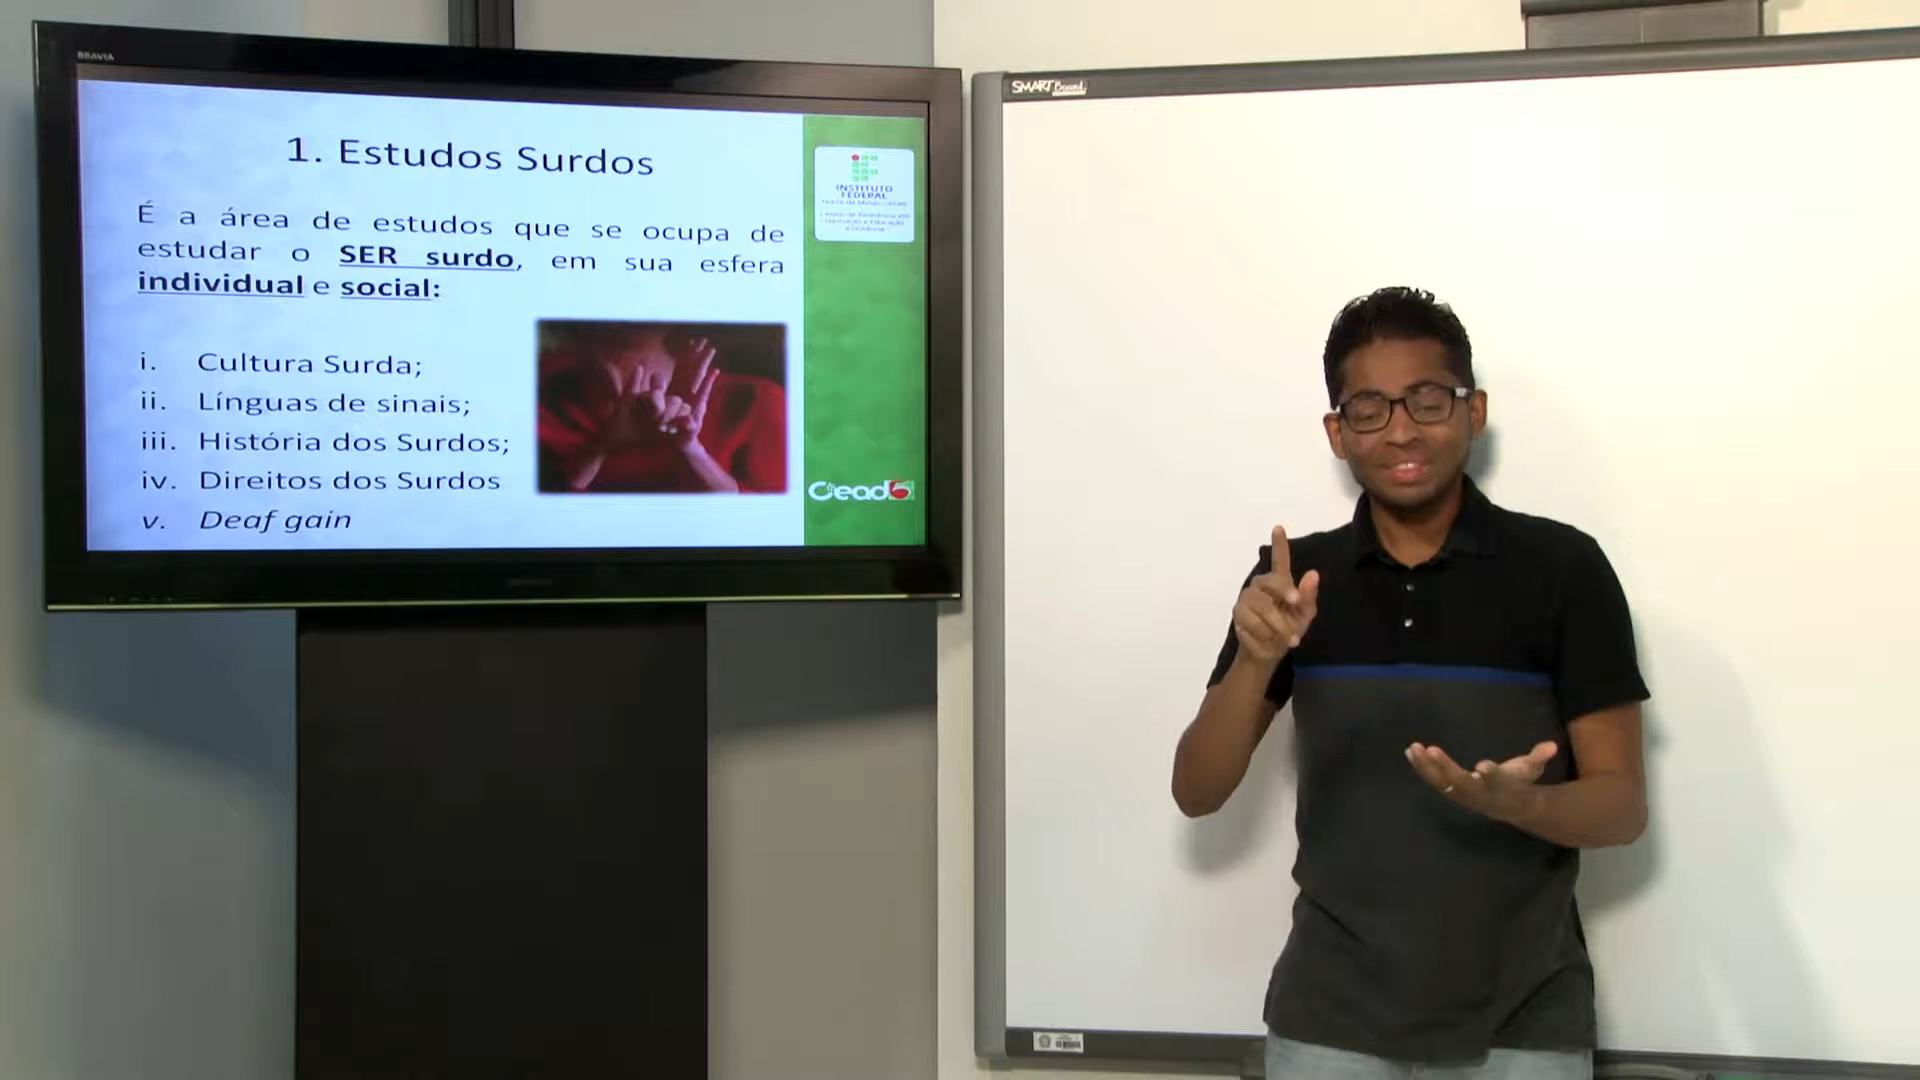 BRAVIA
1. Estudos Surdos
É a área de estudos que se ocupa de
estudar o SER surdo, em sua esfera
individual e social:
i. Cultura Surda;
ii. Línguas de sinais;
iii. História dos Surdos;
iv. Direitos dos Surdos
v. Deaf gain
INSTITUTO
FEDERAL
Cead
SMART Board